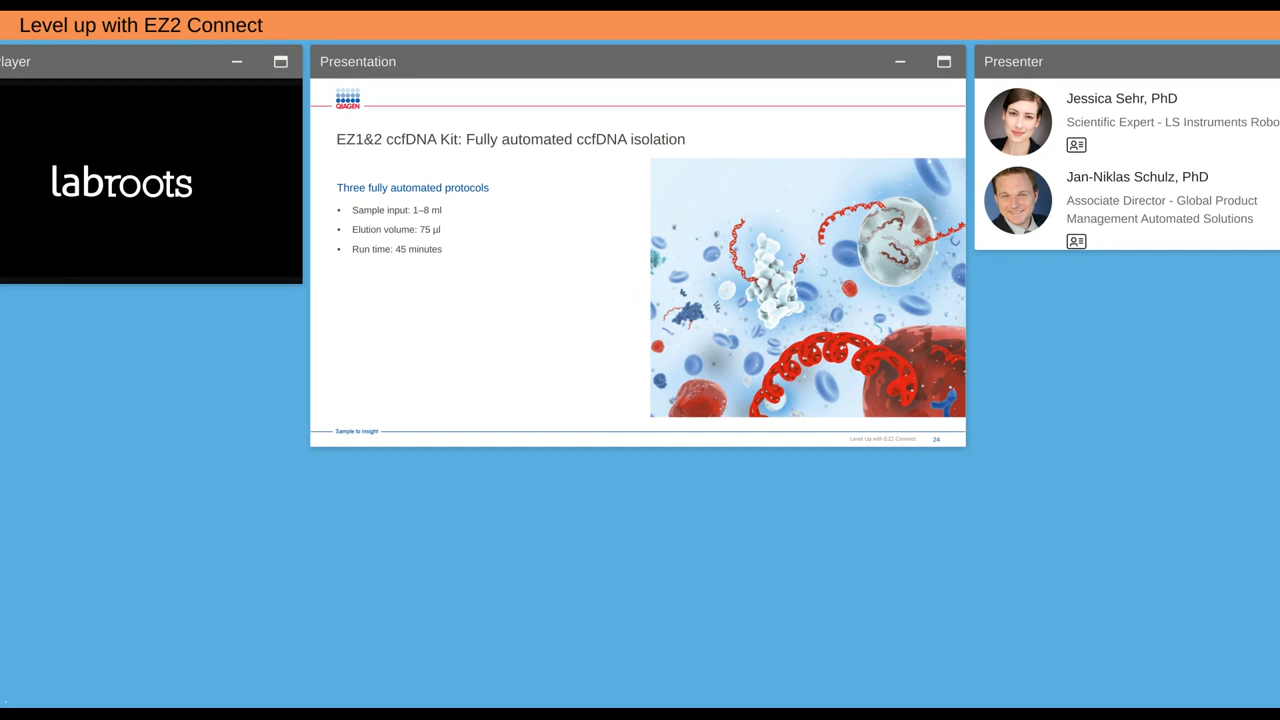 Level up with EZ2 Connect
layer
labroots
Presentation
QIAGEN
EZ1&2 ccfDNA Kit: Fully automated ccfDNA isolation
Three fully automated protocols
• Sample input: 1–8 ml
• Elution volume: 75 µl
• Run time: 45 minutes
Sample to Insight
Level Up with EZ2 Connect
24
Presenter
Jessica Sehr, PhD
Scientific Expert - LS Instruments Robo
Jan-Niklas Schulz, PhD
Associate Director - Global Product
Management Automated Solutions